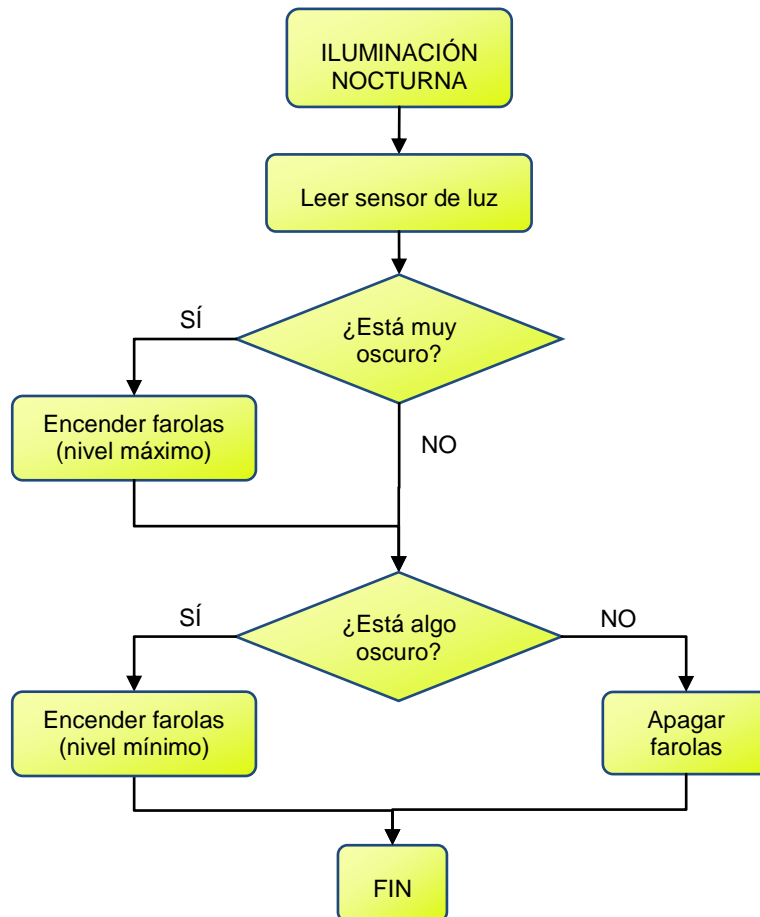 ILUMINACIÓN
NOCTURNA
Leer sensor de luz
¿Está muy
oscuro?
SÍ
NO
Encender farolas
(nivel máximo)
¿Está algo
oscuro?
SÍ
NO
Encender farolas
(nivel mínimo)
Apagar
farolas
FIN